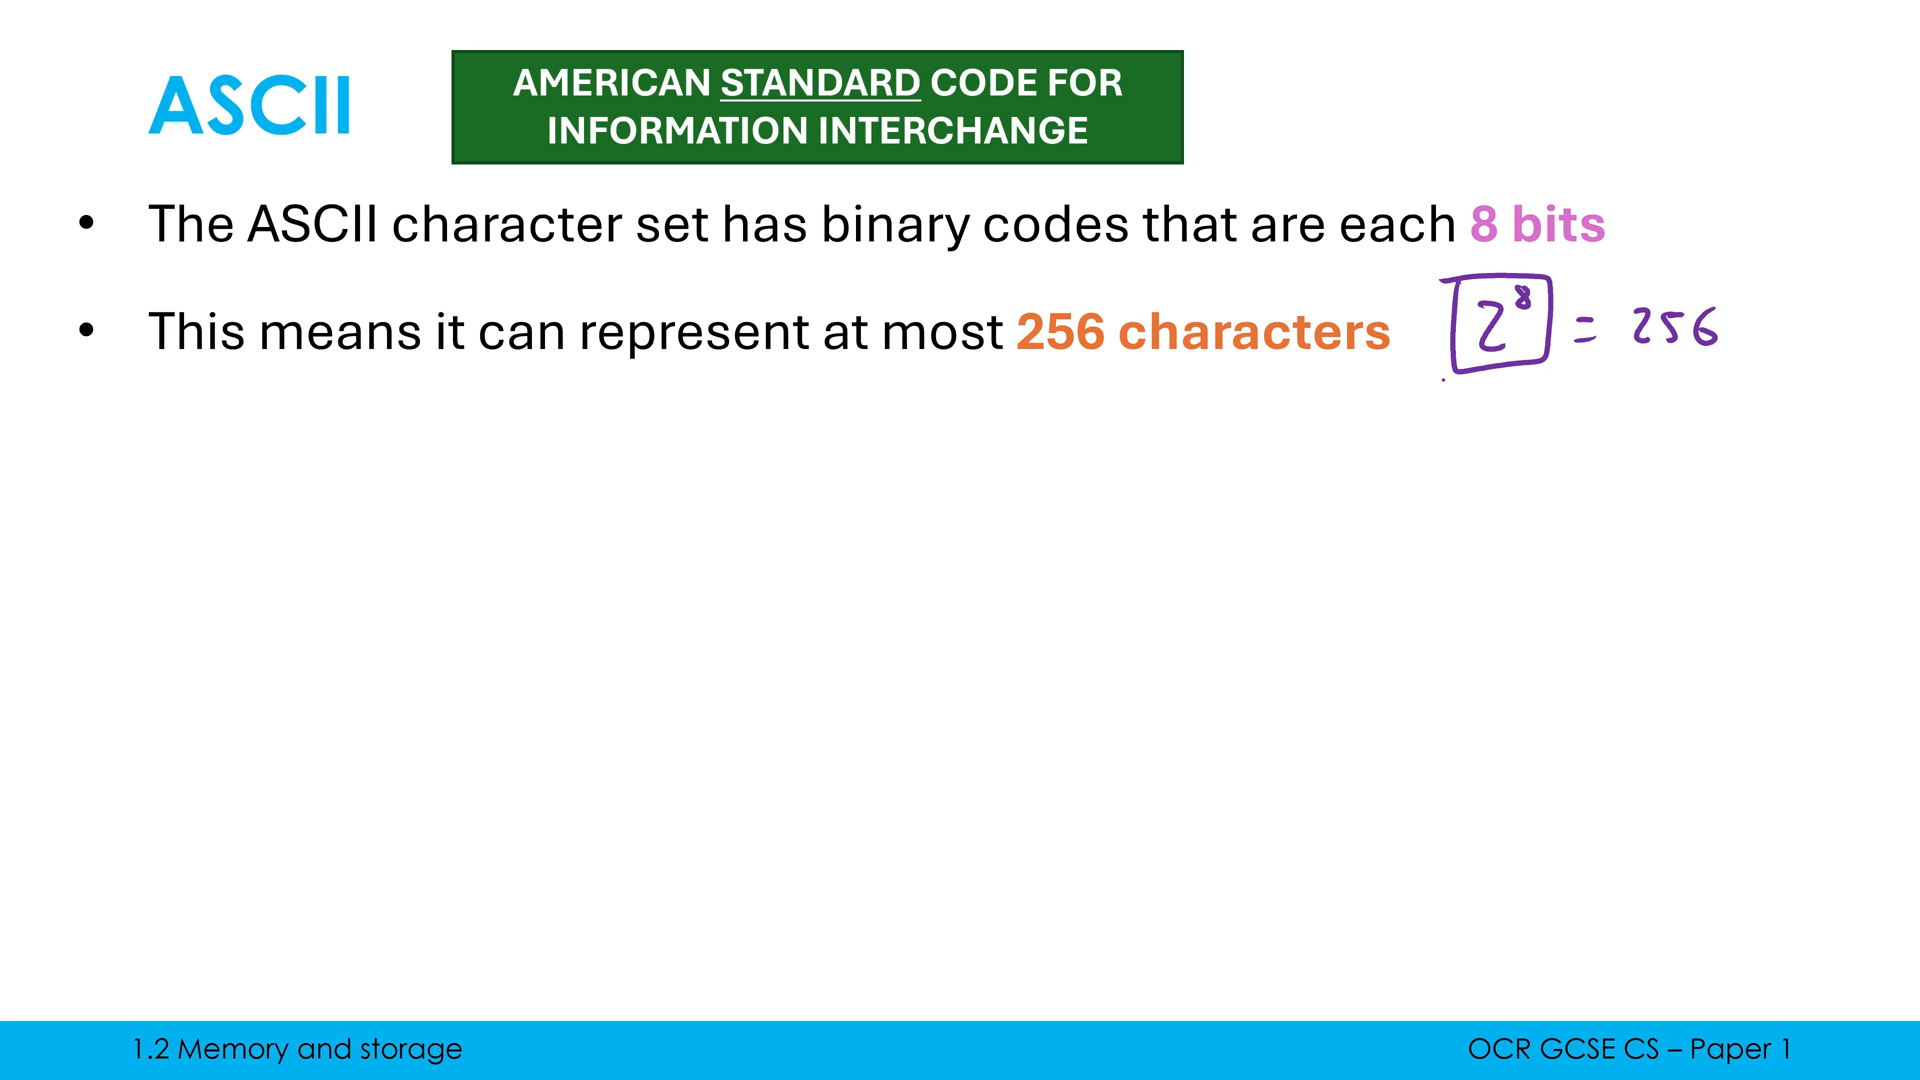 ASCII
AMERICAN STANDARD CODE FOR
INFORMATION INTERCHANGE
• The ASCII character set has binary codes that are each 8 bits
• This means it can represent at most 256 characters 2⁸ = 256
1.2 Memory and storage
OCR GCSE CS – Paper 1